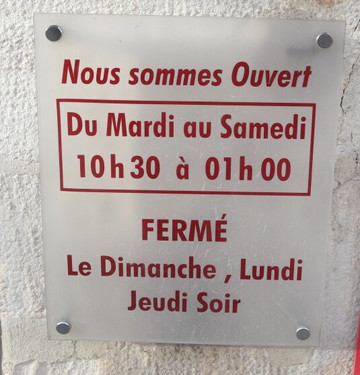 Nous sommes Ouvert
Du Mardi au Samedi
10h30 à 01h00
FERMÉ
Le Dimanche , Lundi
Jeudi Soir